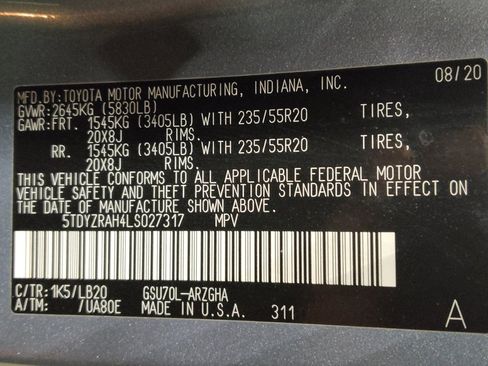 MFD. BY: TOYOTA MOTOR MANUFACTURING, INDIANA, INC. 08/20
GVWR: 2645KG (5830LB)
GAWR: FRT. 1545KG (3405LB) WITH 235/55R20 TIRES,
20X8J RIMS.
RR. 1545KG (3405LB) WITH 235/55R20 TIRES,
20X8J RIMS.
THIS VEHICLE CONFORMS TO ALL APPLICABLE FEDERAL MOTOR
VEHICLE SAFETY AND THEFT PREVENTION STANDARDS IN EFFECT
ON THE DATE OF MANUFACTURE SHOWN ABOVE.
5TDYZRAH4LS027317 MPV
C/TR: 1K5/LB20 GSU70L-ARZGHA
A/TM: /UA80E MADE IN U.S.A. 311 A